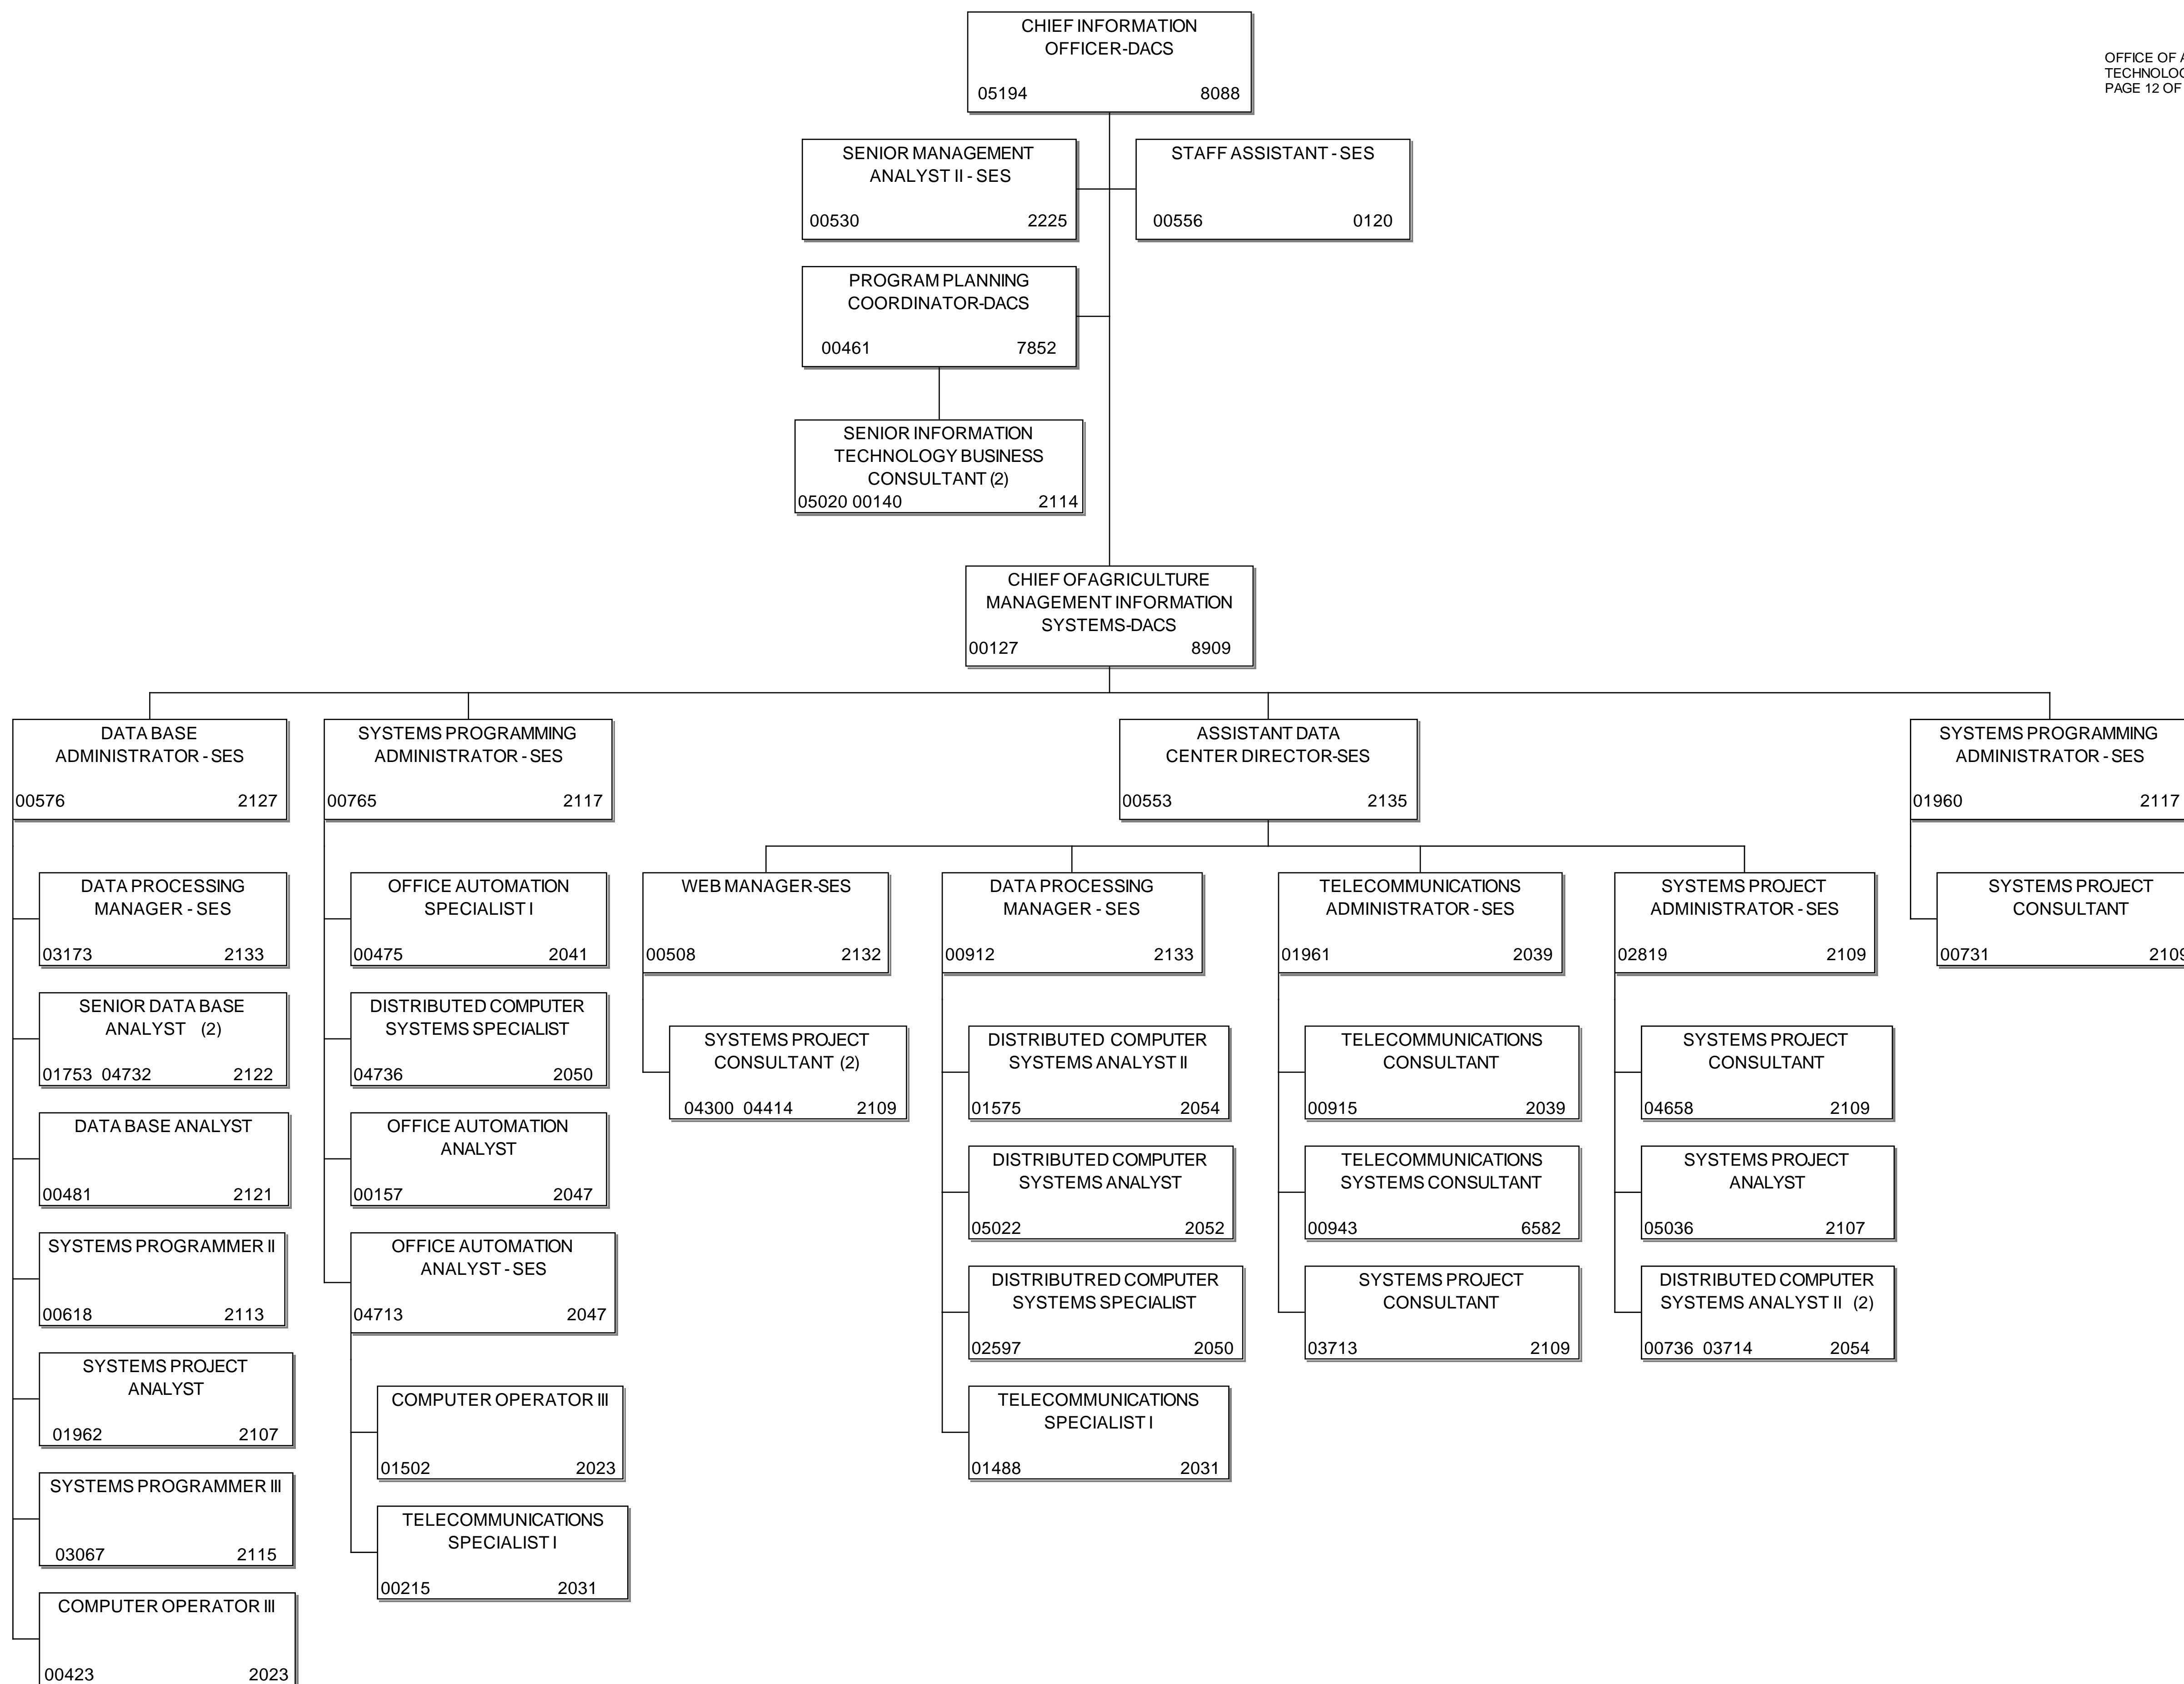 CHIEF INFORMATION
OFFICER-DACS
05194 8088
OFFICE OF
PAGE 12 OF
SENIOR MANAGEMENT
ANALYST II - SES
00530 2225
STAFF ASSISTANT - SES
00556 0120
PROGRAM PLANNING
COORDINATOR-DACS
00461 7852
SENIOR INFORMATION
TECHNOLOGY BUSINESS
CONSULTANT (2)
05020 00140 2114
CHIEF OF AGRICULTURE
MANAGEMENT INFORMATION
SYSTEMS-DACS
00127 8909
DATA BASE
ADMINISTRATOR - SES
00576 2127
SYSTEMS PROGRAMMING
ADMINISTRATOR - SES
00765 2117
ASSISTANT DATA
CENTER DIRECTOR-SES
00553 2135
SYSTEMS PROGRAMMING
ADMINISTRATOR - SES
01960 2117
DATA PROCESSING
MANAGER - SES
03173 2133
SENIOR DATA BASE
ANALYST (2)
01753 04732 2122
DATA BASE ANALYST
00481 2121
SYSTEMS PROGRAMMER II
00618 2113
SYSTEMS PROJECT
ANALYST
01962 2107
SYSTEMS PROGRAMMER III
03067 2115
COMPUTER OPERATOR III
00423 2023
OFFICE AUTOMATION
SPECIALIST I
00475 2041
DISTRIBUTED COMPUTER
SYSTEMS SPECIALIST
04736 2050
OFFICE AUTOMATION
ANALYST
00157 2047
OFFICE AUTOMATION
ANALYST - SES
04713 2047
COMPUTER OPERATOR III
01502 2023
TELECOMMUNICATIONS
SPECIALIST I
00215 2031
WEB MANAGER-SES
00508 2132
SYSTEMS PROJECT
CONSULTANT (2)
04300 04414 2109
DATA PROCESSING
MANAGER - SES
00912 2133
DISTRIBUTED COMPUTER
SYSTEMS ANALYST II
01575 2054
DISTRIBUTED COMPUTER
SYSTEMS ANALYST
05022 2052
DISTRIBUTRED COMPUTER
SYSTEMS SPECIALIST
02597 2050
TELECOMMUNICATIONS
SPECIALIST I
01488 2031
TELECOMMUNICATIONS
ADMINISTRATOR - SES
01961 2039
TELECOMMUNICATIONS
CONSULTANT
00915 2039
TELECOMMUNICATIONS
SYSTEMS CONSULTANT
00943 6582
SYSTEMS PROJECT
CONSULTANT
03713 2109
SYSTEMS PROJECT
ADMINISTRATOR - SES
02819 2109
SYSTEMS PROJECT
CONSULTANT
04658 2109
SYSTEMS PROJECT
ANALYST
05036 2107
DISTRIBUTED COMPUTER
SYSTEMS ANALYST II (2)
00736 03714 2054
SYSTEMS PROJECT
CONSULTANT
00731 2109